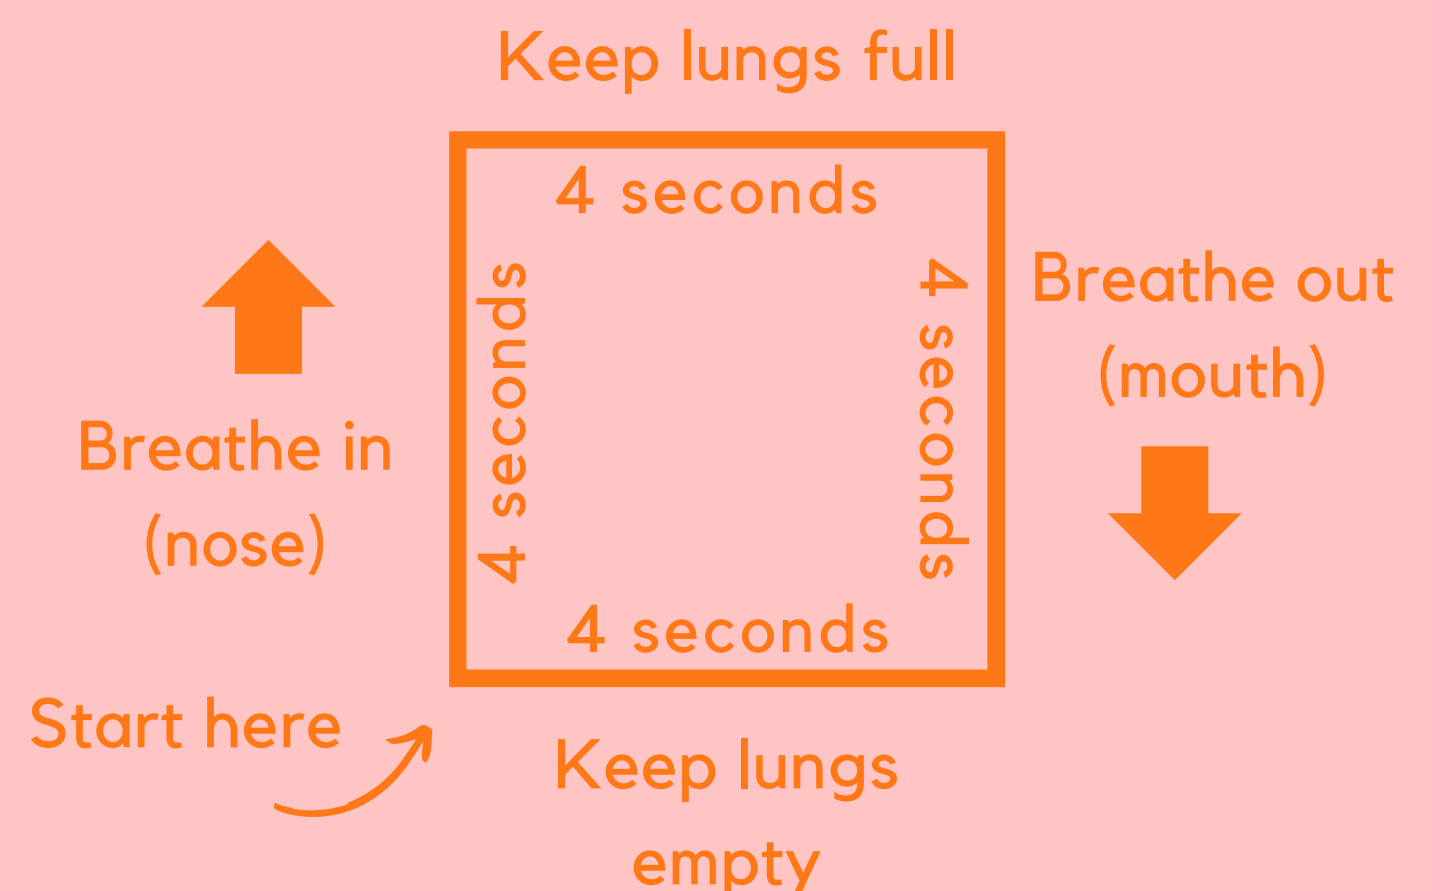 Keep lungs full
4 seconds
4 seconds
4 seconds
Breathe out
(mouth)
Breathe in
(nose)
4 seconds
Start here
Keep lungs
empty